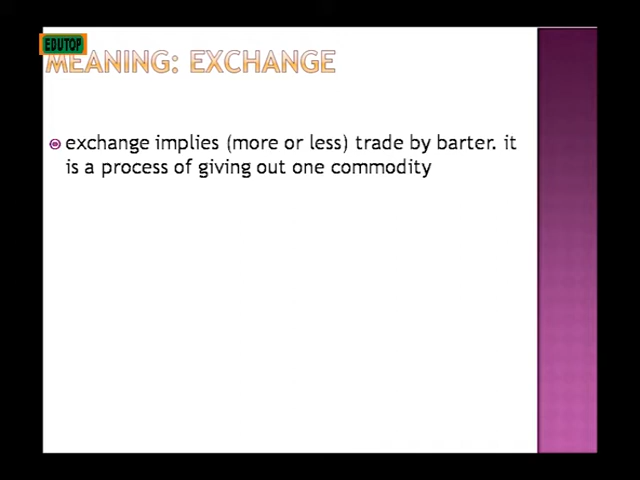 EDUTOP
MEANING: EXCHANGE
exchange implies (more or less) trade by barter. it
is a process of giving out one commodity